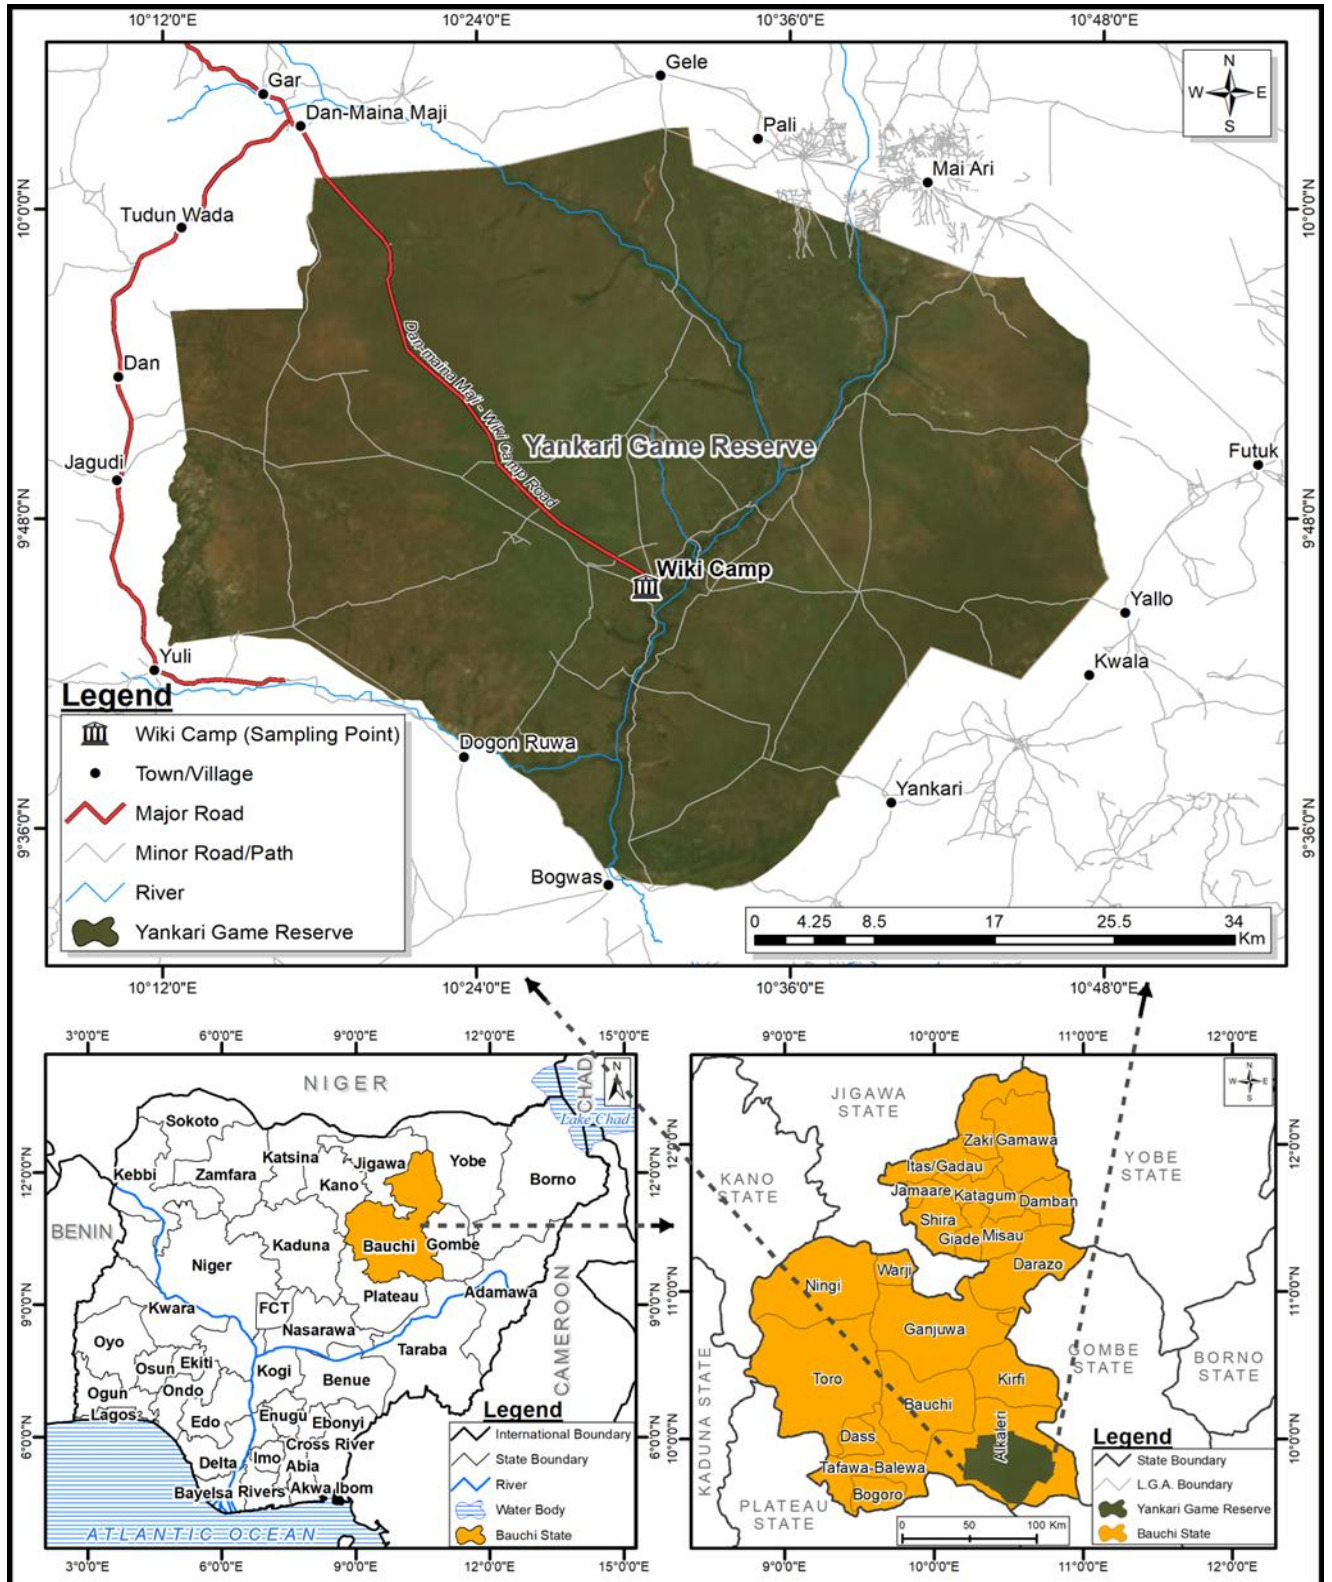 10°12'0"E 10°24'0"E 10°36'0"E 10°48'0"E
Gele
Gar
Dan-Maina Maji
Pali
Mai Ari
N
W E
S
10°0'0"N
10°0'0"N
Tudun Wada
Dan
Dan-maina Maji - Wiki Camp Road
Yankari Game Reserve
Jagudi
Futuk
9°48'0"N
9°48'0"N
Wiki Camp
Yallo
Kwala
Yuli
Dogon Ruwa
Yankari
Bogwas
9°36'0"N
9°36'0"N
Legend
Wiki Camp (Sampling Point)
Town/Village
Major Road
Minor Road/Path
River
Yankari Game Reserve
0 4.25 8.5 17 25.5 34
Km
10°12'0"E 10°24'0"E 10°36'0"E 10°48'0"E
3°0'0"E 6°0'0"E 9°0'0"E 12°0'0"E 15°0'0"E
NIGER
CHAD
N
Lake Chad
Sokoto
Katsina
Jigawa
Yobe
Kebbi
Zamfara
Kano
Borno
BENIN
Kaduna
Bauchi
Gombe
Niger
Plateau
Adamawa
Kwara
FCT
Nasarawa
Taraba
CAMEROON
Oyo
Osun
Ekiti
Kogi
Benue
Ogun
Ondo
Lagos
Edo
Enugu
Ebonyi
Cross River
Delta
Imo
Abia
Bayelsa
Rivers
Akwa Ibom
ATLANTIC OCEAN
12°0'0"N
9°0'0"N
6°0'0"N
12°0'0"N
9°0'0"N
6°0'0"N
Legend
International Boundary
State Boundary
River
Water Body
Bauchi State
3°0'0"E 6°0'0"E 9°0'0"E 12°0'0"E 15°0'0"E
9°0'0"E 10°0'0"E 11°0'0"E 12°0'0"E
JIGAWA
STATE
N
W E
S
Zaki
Gamawa
Itas/Gadau
YOBE
STATE
KANO
STATE
Jamaare
Katagum
Damban
Shira
Giade
Misau
Darazo
Ningi
Warji
Ganjuwa
GOMBE
STATE
BORNO
STATE
Toro
Kirfi
KADUNA STATE
Bauchi
Alkaleri
Dass
Tafawa-Balewa
Bogoro
PLATEAU
STATE
12°0'0"N
11°0'0"N
10°0'0"N
12°0'0"N
11°0'0"N
10°0'0"N
Legend
State Boundary
L.G.A. Boundary
Yankari Game Reserve
Bauchi State
0 50 100 Km
9°0'0"E 10°0'0"E 11°0'0"E 12°0'0"E